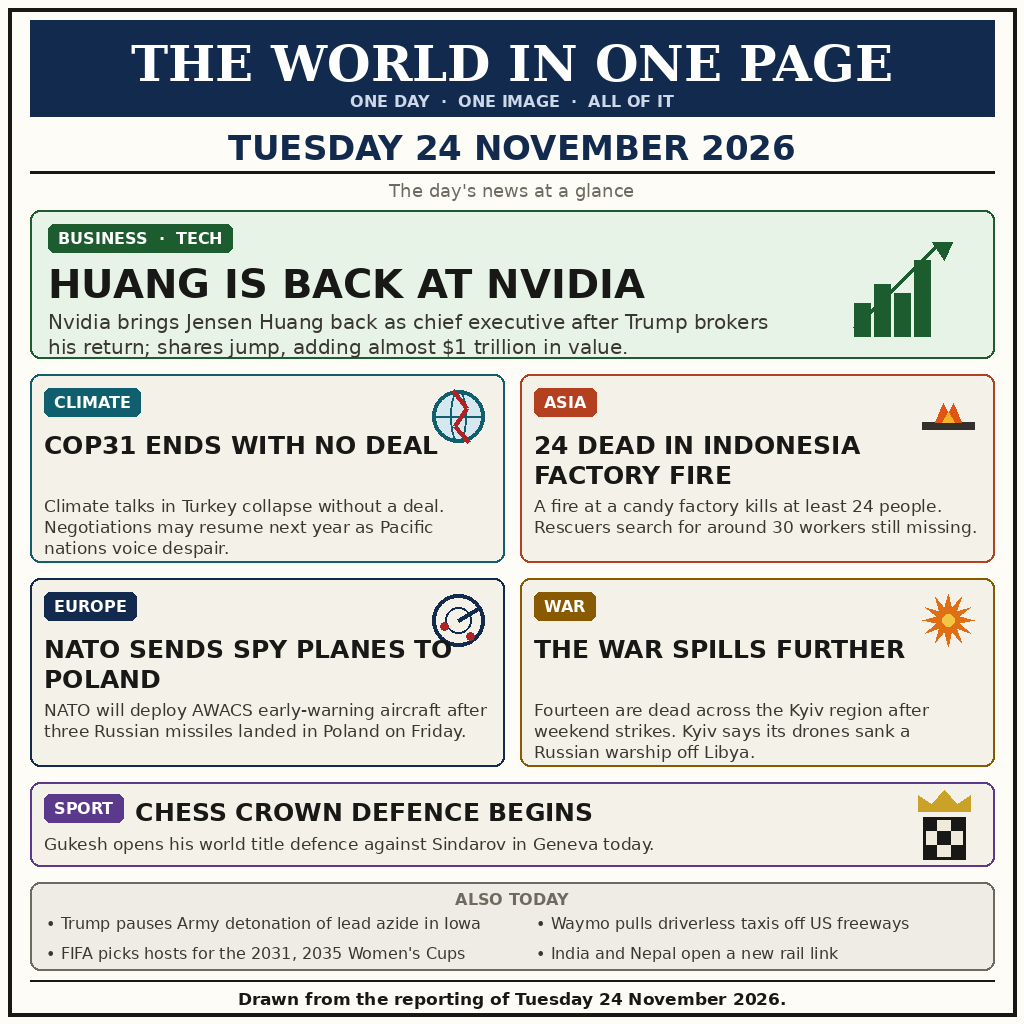 THE WORLD IN ONE PAGE
ONE DAY · ONE IMAGE · ALL OF IT
TUESDAY 24 NOVEMBER 2026
The day's news at a glance
BUSINESS · TECH
HUANG IS BACK AT NVIDIA
Nvidia brings Jensen Huang back as chief executive after Trump brokers
his return; shares jump, adding almost $1 trillion in value.
CLIMATE
COP31 ENDS WITH NO DEAL
Climate talks in Turkey collapse without a deal.
Negotiations may resume next year as Pacific
nations voice despair.
ASIA
24 DEAD IN INDONESIA
FACTORY FIRE
A fire at a candy factory kills at least 24 people.
Rescuers search for around 30 workers still missing.
EUROPE
NATO SENDS SPY PLANES TO
POLAND
NATO will deploy AWACS early-warning aircraft after
three Russian missiles landed in Poland on Friday.
WAR
THE WAR SPILLS FURTHER
Fourteen are dead across the Kyiv region after
weekend strikes. Kyiv says its drones sank a
Russian warship off Libya.
SPORT
CHESS CROWN DEFENCE BEGINS
Gukesh opens his world title defence against Sindarov in Geneva today.
ALSO TODAY
• Trump pauses Army detonation of lead azide in Iowa
• Waymo pulls driverless taxis off US freeways
• FIFA picks hosts for the 2031, 2035 Women's Cups
• India and Nepal open a new rail link
Drawn from the reporting of Tuesday 24 November 2026.